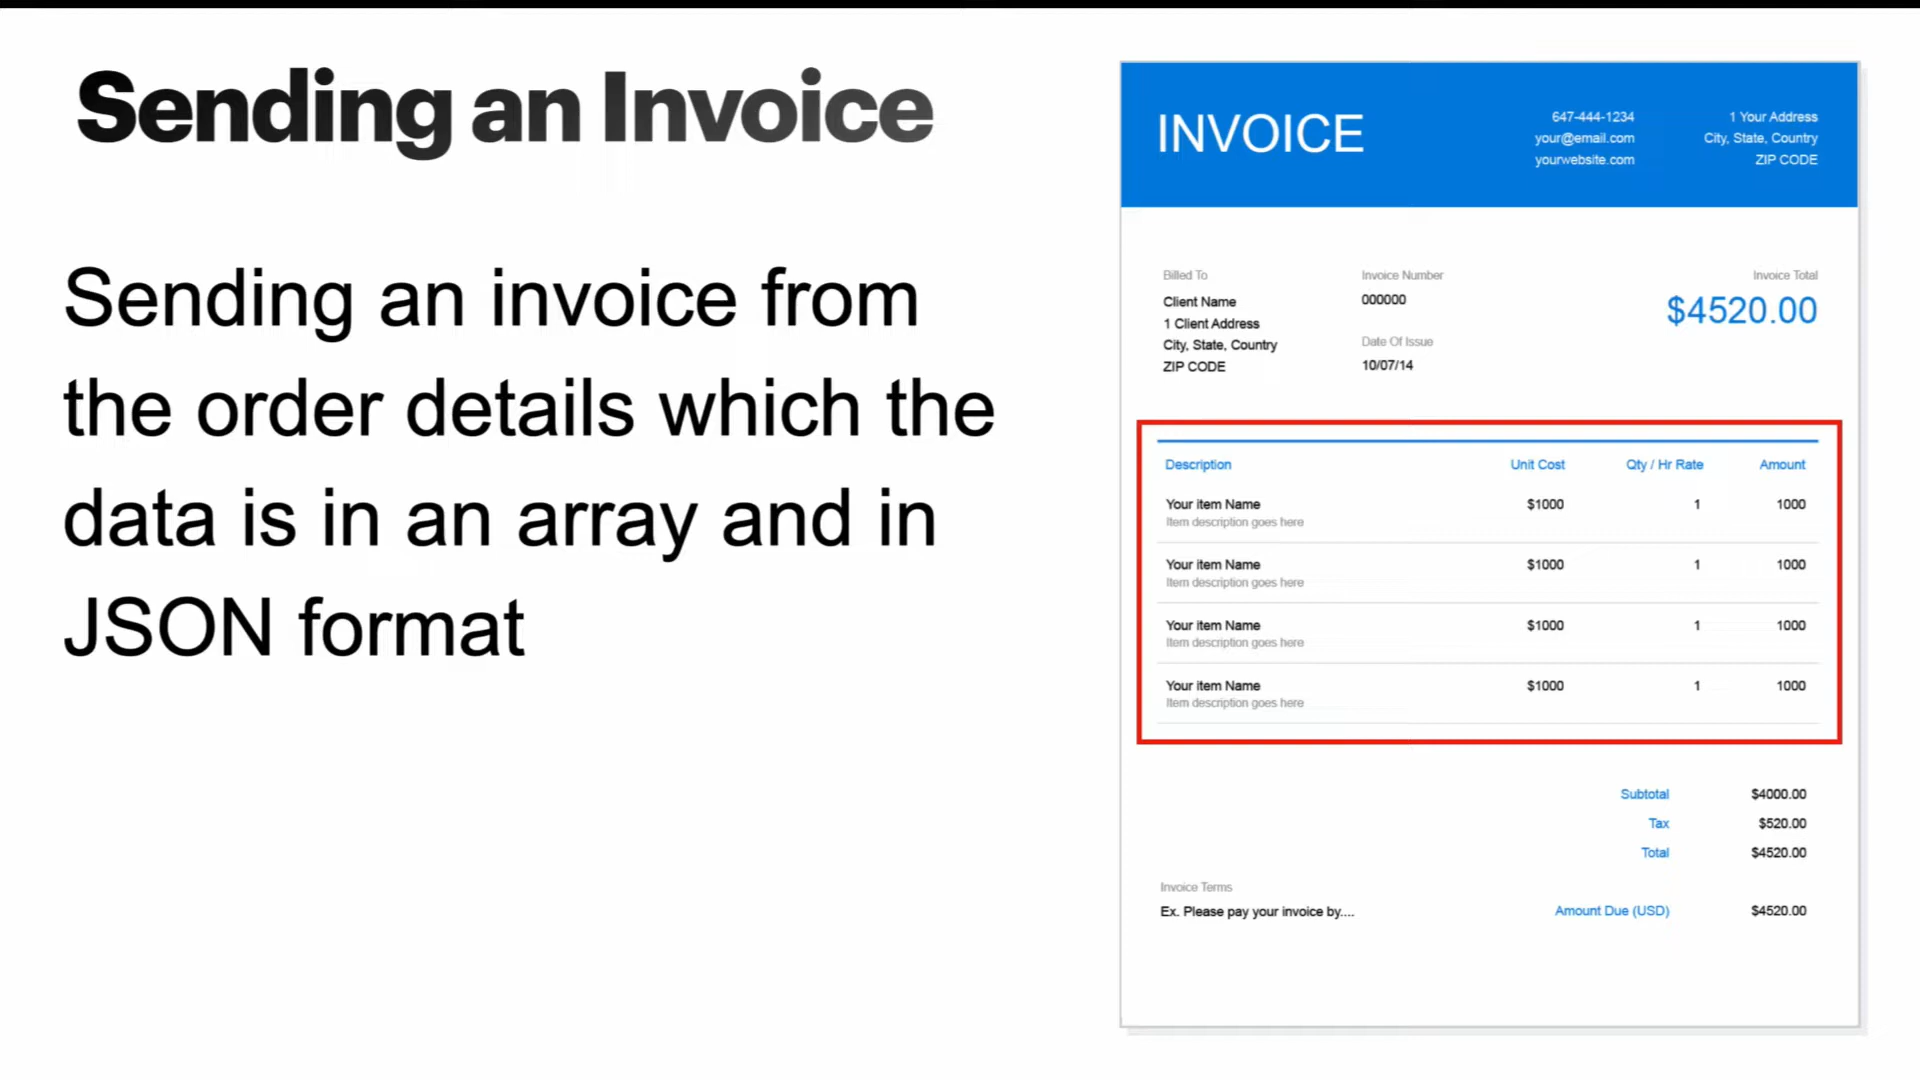 Sending an Invoice
Sending an invoice from
the order details which the
data is in an array and in
JSON format
INVOICE
647-444-1234
your@email.com
yourwebsite.com
1 Your Address
City, State, Country
ZIP CODE
Billed To
Client Name
1 Client Address
City, State, Country
ZIP CODE
Invoice Number
000000
Date Of Issue
10/07/14
Invoice Total
$4520.00
Description Unit Cost Qty / Hr Rate Amount
Your item Name $1000 1 1000
Item description goes here
Your item Name $1000 1 1000
Item description goes here
Your item Name $1000 1 1000
Item description goes here
Your item Name $1000 1 1000
Item description goes here
Subtotal $4000.00
Tax $520.00
Total $4520.00
Invoice Terms
Ex. Please pay your invoice by....
Amount Due (USD) $4520.00